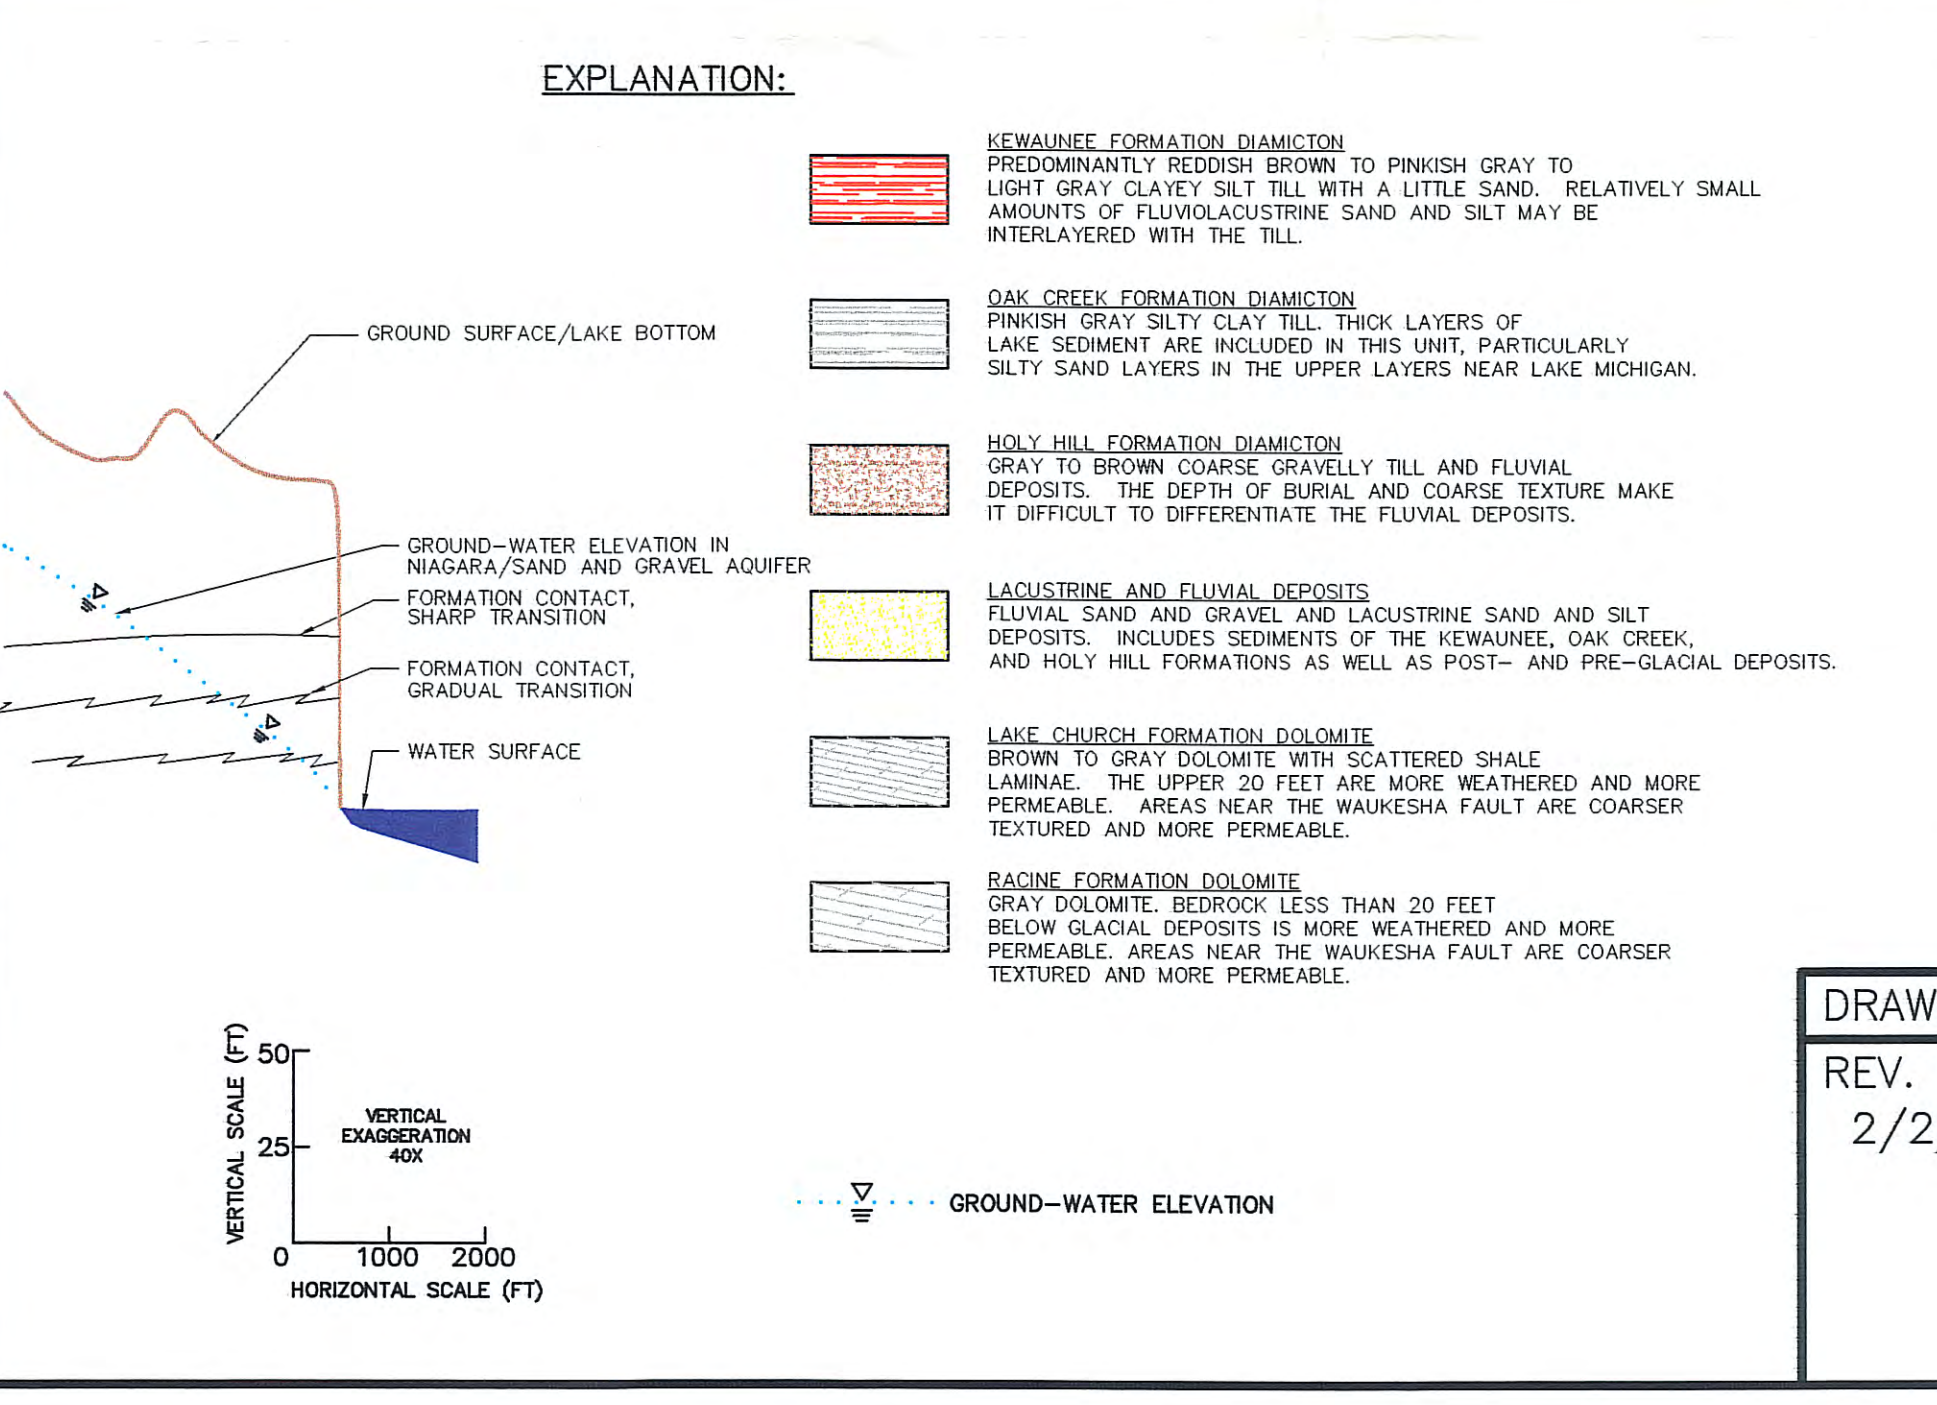 EXPLANATION:
GROUND SURFACE/LAKE BOTTOM
GROUND-WATER ELEVATION IN
NIAGARA/SAND AND GRAVEL AQUIFER
FORMATION CONTACT,
SHARP TRANSITION
FORMATION CONTACT,
GRADUAL TRANSITION
WATER SURFACE
KEWAUNEE FORMATION DIAMICTON
PREDOMINANTLY REDDISH BROWN TO PINKISH GRAY TO
LIGHT GRAY CLAYEY SILT TILL WITH A LITTLE SAND. RELATIVELY SMALL
AMOUNTS OF FLUVIOLACUSTRINE SAND AND SILT MAY BE
INTERLAYERED WITH THE TILL.
OAK CREEK FORMATION DIAMICTON
PINKISH GRAY SILTY CLAY TILL. THICK LAYERS OF
LAKE SEDIMENT ARE INCLUDED IN THIS UNIT, PARTICULARLY
SILTY SAND LAYERS IN THE UPPER LAYERS NEAR LAKE MICHIGAN.
HOLY HILL FORMATION DIAMICTON
GRAY TO BROWN COARSE GRAVELLY TILL AND FLUVIAL
DEPOSITS. THE DEPTH OF BURIAL AND COARSE TEXTURE MAKE
IT DIFFICULT TO DIFFERENTIATE THE FLUVIAL DEPOSITS.
LACUSTRINE AND FLUVIAL DEPOSITS
FLUVIAL SAND AND GRAVEL AND LACUSTRINE SAND AND SILT
DEPOSITS. INCLUDES SEDIMENTS OF THE KEWAUNEE, OAK CREEK,
AND HOLY HILL FORMATIONS AS WELL AS POST- AND PRE-GLACIAL DEPOSITS.
LAKE CHURCH FORMATION DOLOMITE
BROWN TO GRAY DOLOMITE WITH SCATTERED SHALE
LAMINAE. THE UPPER 20 FEET ARE MORE WEATHERED AND MORE
PERMEABLE. AREAS NEAR THE WAUKESHA FAULT ARE COARSER
TEXTURED AND MORE PERMEABLE.
RACINE FORMATION DOLOMITE
GRAY DOLOMITE. BEDROCK LESS THAN 20 FEET
BELOW GLACIAL DEPOSITS IS MORE WEATHERED AND MORE
PERMEABLE. AREAS NEAR THE WAUKESHA FAULT ARE COARSER
TEXTURED AND MORE PERMEABLE.
VERTICAL SCALE (FT)
50
25
VERTICAL
EXAGGERATION
40X
0 1000 2000
HORIZONTAL SCALE (FT)
GROUND-WATER ELEVATION
DRAW
REV.
2/2